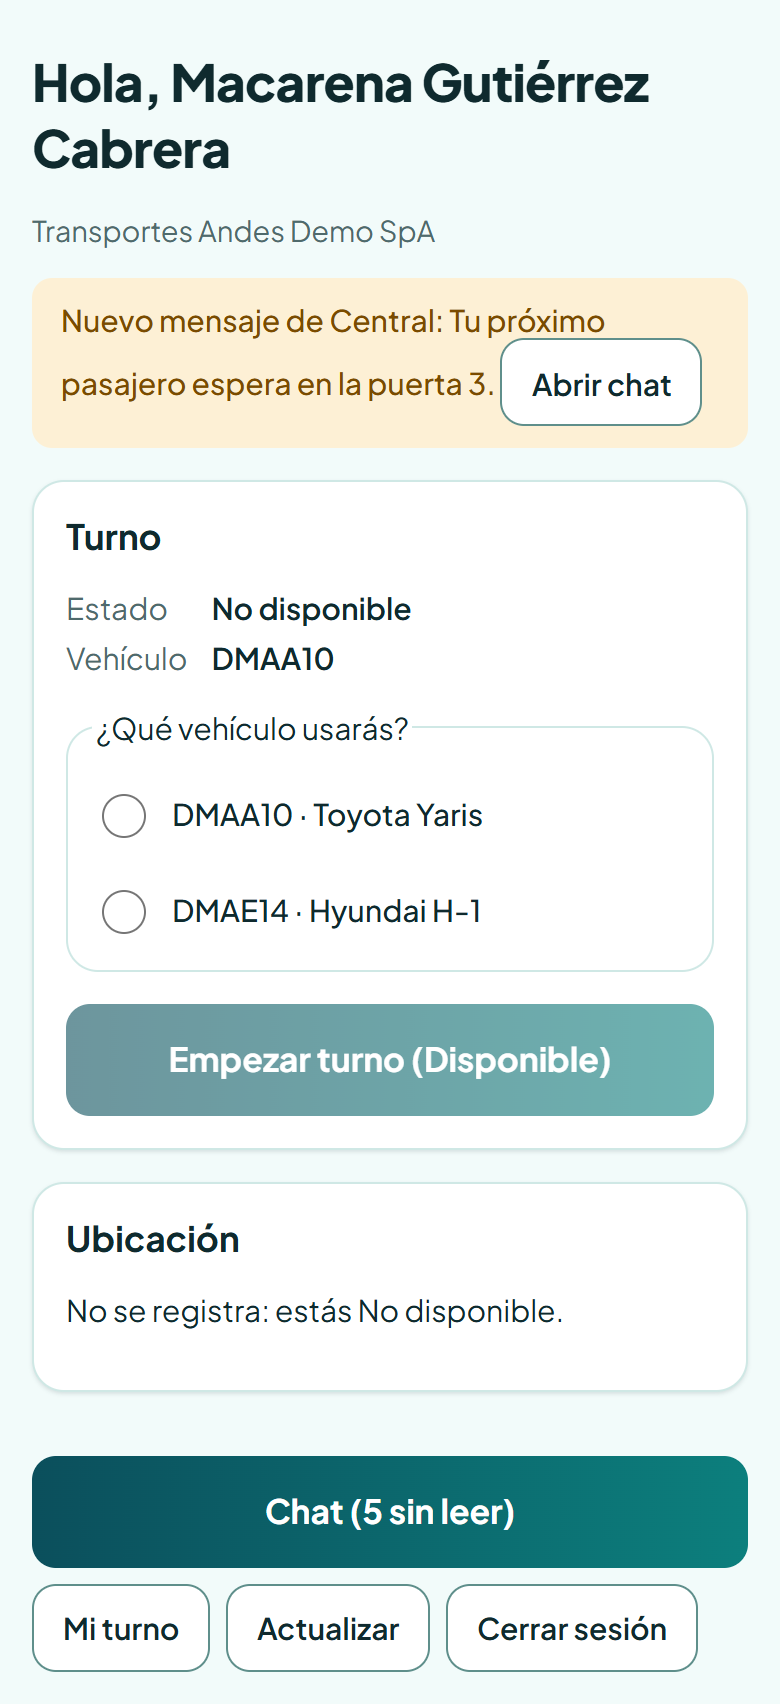 Hola, Macarena Gutiérrez
Cabrera
Transportes Andes Demo SpA
Nuevo mensaje de Central: Tu próximo
pasajero espera en la puerta 3. Abrir chat
Turno
Estado No disponible
Vehículo DMAA10
¿Qué vehículo usarás?
DMAA10 · Toyota Yaris
DMAE14 · Hyundai H-1
Empezar turno (Disponible)
Ubicación
No se registra: estás No disponible.
Chat (5 sin leer)
Mi turno Actualizar Cerrar sesión